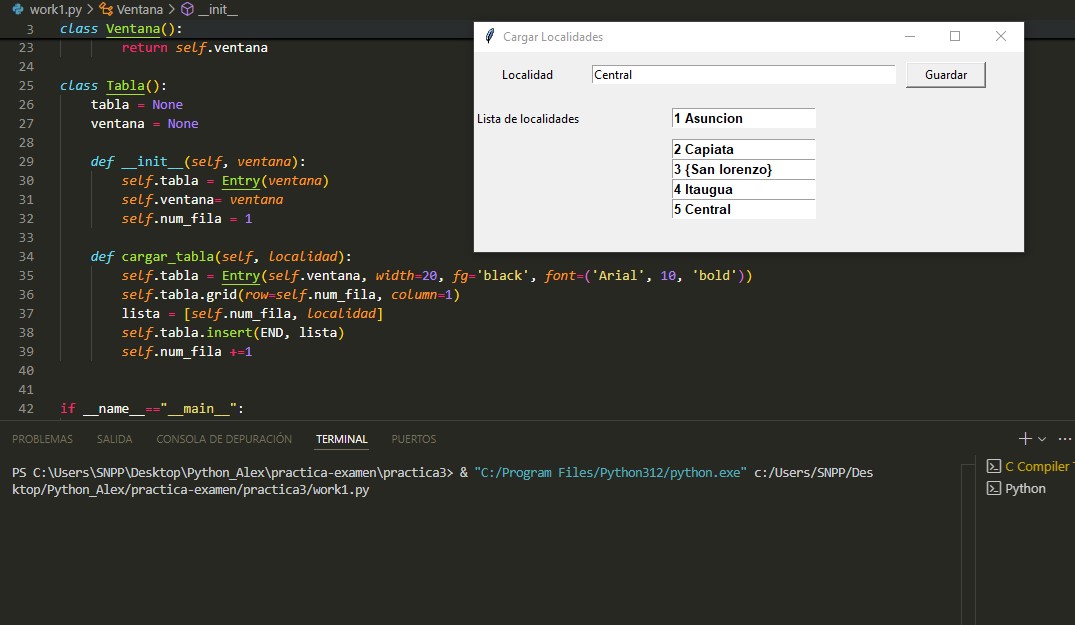 work1.py > Ventana > __init__
3 class Ventana():
23 return self.ventana
24
25 class Tabla():
26 tabla = None
27 ventana = None
28
29 def __init__(self, ventana):
30 self.tabla = Entry(ventana)
31 self.ventana= ventana
32 self.num_fila = 1
33
34 def cargar_tabla(self, localidad):
35 self.tabla = Entry(self.ventana, width=20, fg='black', font=('Arial', 10, 'bold'))
36 self.tabla.grid(row=self.num_fila, column=1)
37 lista = [self.num_fila, localidad]
38 self.tabla.insert(END, lista)
39 self.num_fila +=1
40
41
42 if __name__=="__main__":
Cargar Localidades
Localidad Central Guardar
Lista de localidades 1 Asuncion
2 Capiata
3 {San lorenzo}
4 Itaugua
5 Central
PROBLEMAS SALIDA CONSOLA DE DEPURACIÓN TERMINAL PUERTOS
PS C:\Users\SNPP\Desktop\Python_Alex\practica-examen\practica3> & "C:/Program Files/Python312/python.exe" c:/Users/SNPP/Des
ktop/Python_Alex/practica-examen/practica3/work1.py
C Compiler
Python